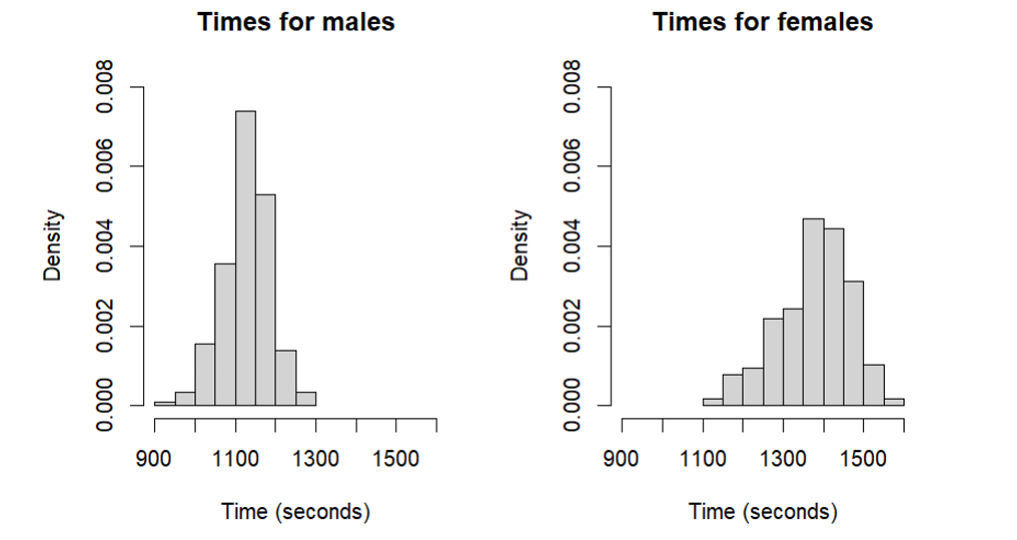 Times for males
Density
0.000 0.002 0.004 0.006 0.008
900 1100 1300 1500
Time (seconds)
Times for females
Density
0.000 0.002 0.004 0.006 0.008
900 1100 1300 1500
Time (seconds)